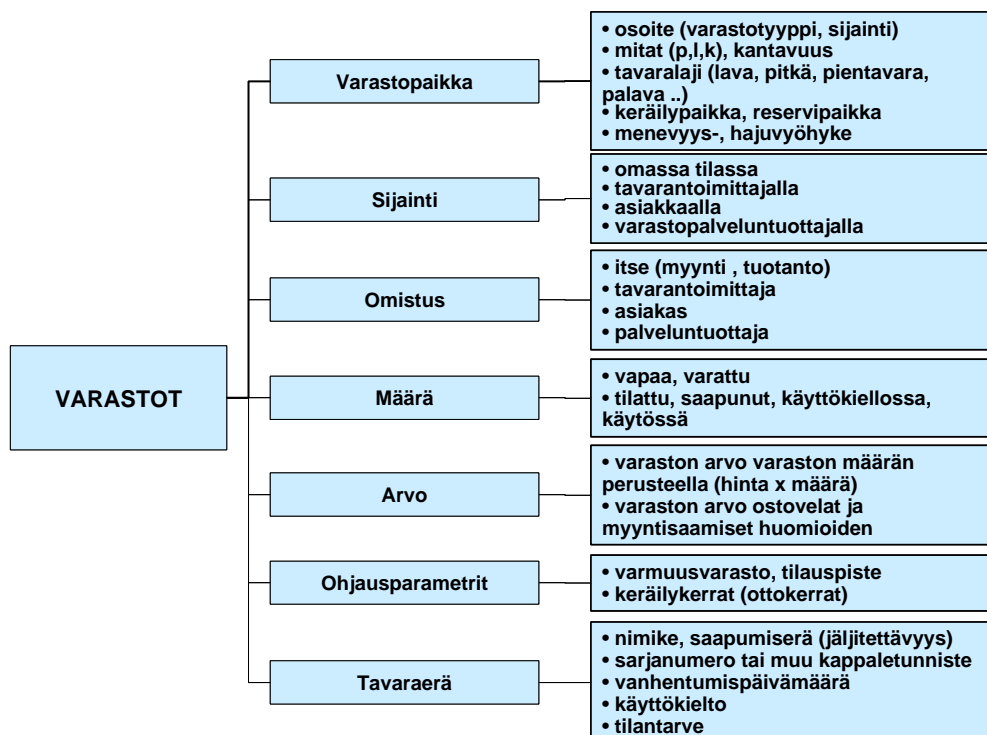 VARASTOT
Varastopaikka
• osoite (varastotyyppi, sijainti)
• mitat (p,l,k), kantavuus
• tavaralaji (lava, pitkä, pientavara,
palava ..)
• keräilypaikka, reservipaikka
• menevyys-, hajuvyöhyke
Sijainti
• omassa tilassa
• tavarantoimittajalla
• asiakkaalla
• varastopalveluntuottajalla
Omistus
• itse (myynti , tuotanto)
• tavarantoimittaja
• asiakas
• palveluntuottaja
Määrä
• vapaa, varattu
• tilattu, saapunut, käyttökiellossa,
käytössä
Arvo
• varaston arvo varaston määrän
perusteella (hinta x määrä)
• varaston arvo ostovelat ja
myyntisaamiset huomioiden
Ohjausparametrit
• varmuusvarasto, tilauspiste
• keräilykerrat (ottokerrat)
Tavaraerä
• nimike, saapumiserä (jäljitettävyys)
• sarjanumero tai muu kappaletunniste
• vanhentumispäivämäärä
• käyttökielto
• tilantarve